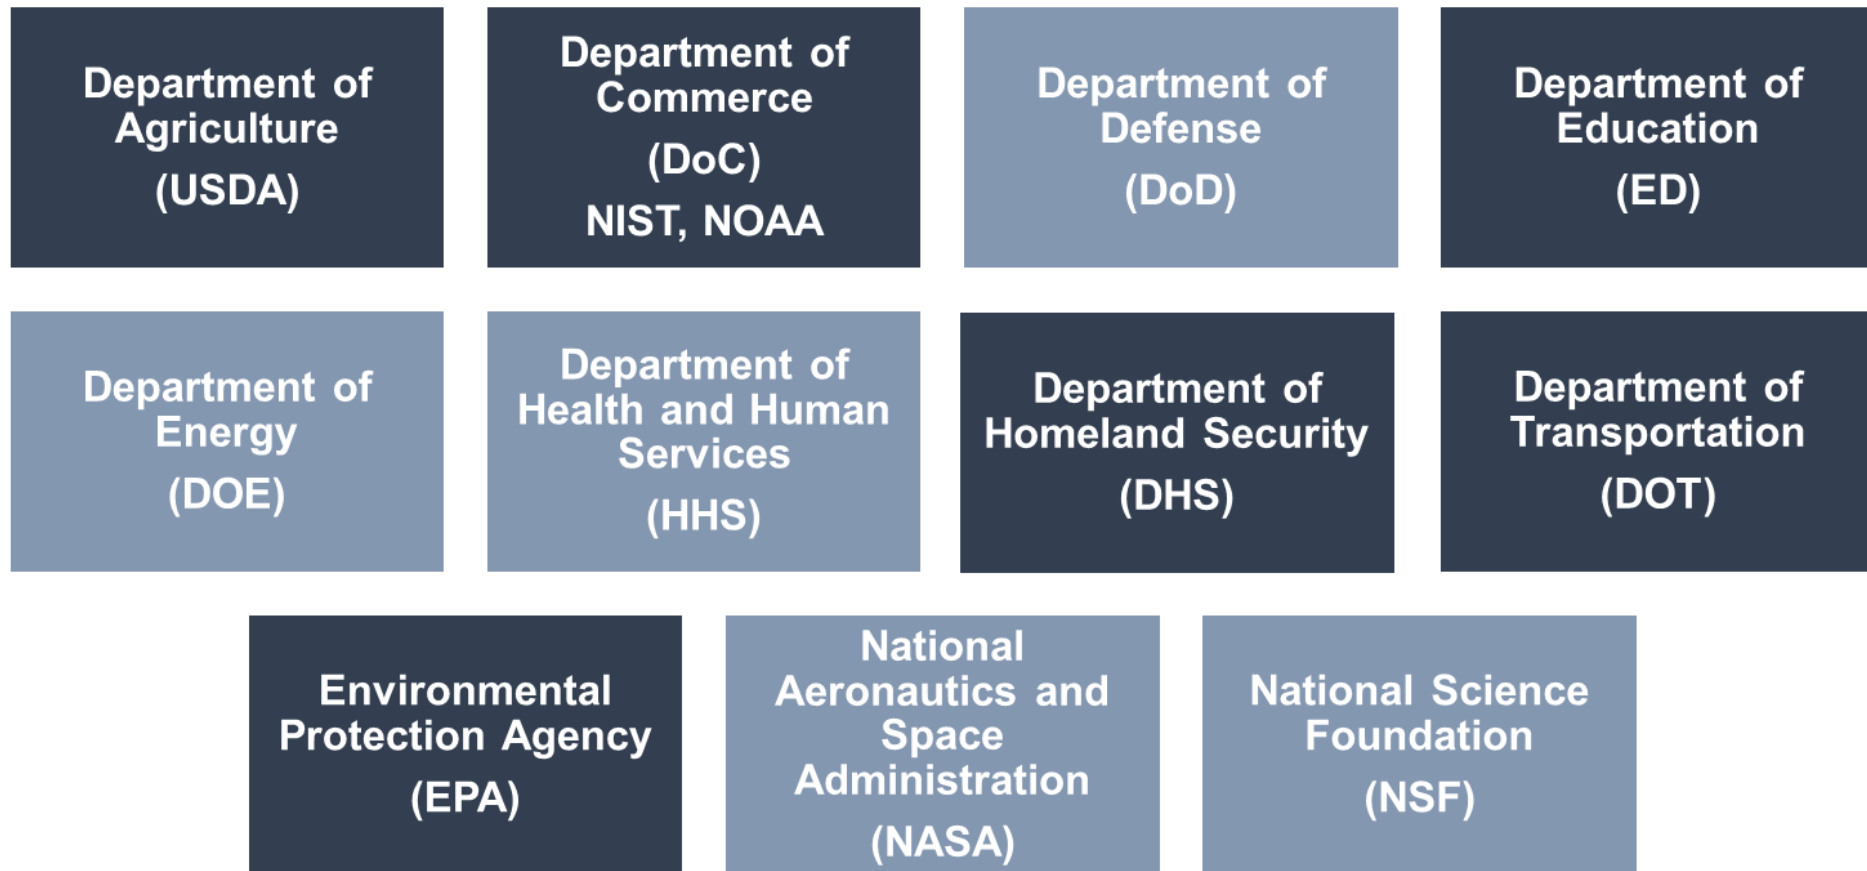 Department of
Agriculture
(USDA)
Department of
Commerce
(DoC)
NIST, NOAA
Department of
Defense
(DoD)
Department of
Education
(ED)
Department of
Energy
(DOE)
Department of
Health and Human
Services
(HHS)
Department of
Homeland Security
(DHS)
Department of
Transportation
(DOT)
Environmental
Protection Agency
(EPA)
National
Aeronautics and
Space
Administration
(NASA)
National Science
Foundation
(NSF)